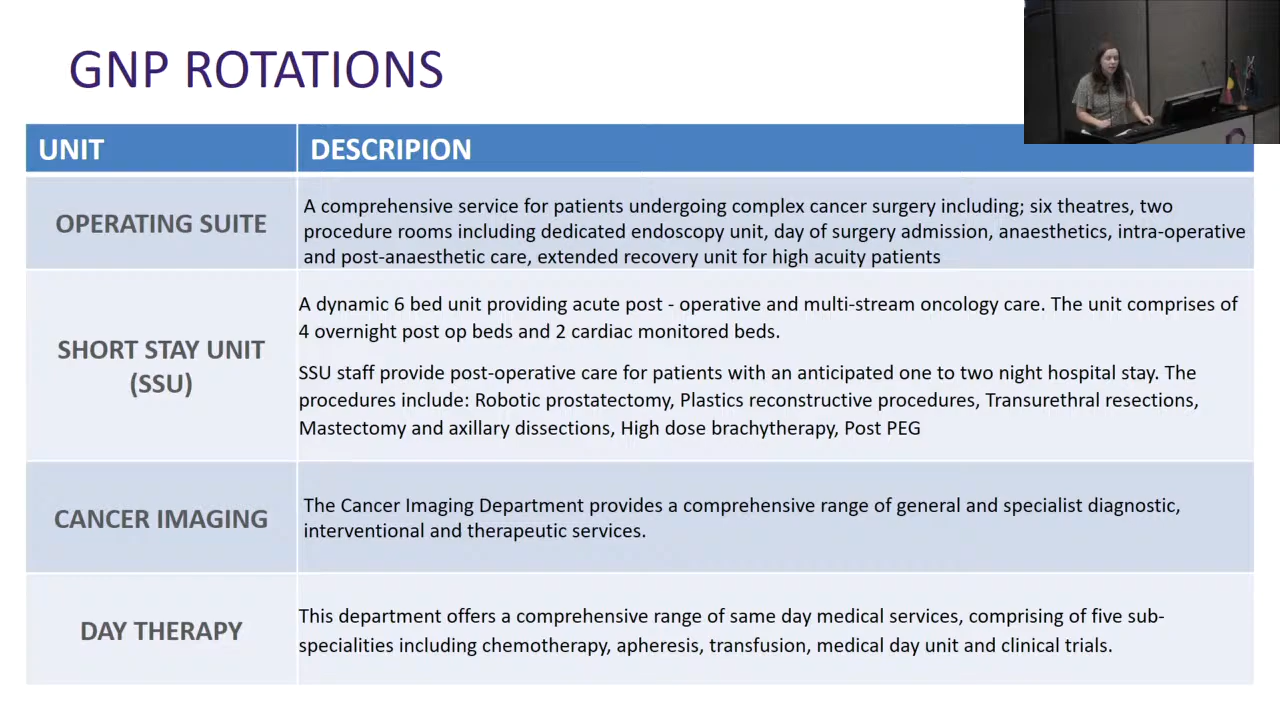 GNP ROTATIONS
UNIT
DESCRIPION
OPERATING SUITE
A comprehensive service for patients undergoing complex cancer surgery including; six theatres, two
procedure rooms including dedicated endoscopy unit, day of surgery admission, anaesthetics, intra-operative
and post-anaesthetic care, extended recovery unit for high acuity patients
SHORT STAY UNIT
(SSU)
A dynamic 6 bed unit providing acute post - operative and multi-stream oncology care. The unit comprises of
4 overnight post op beds and 2 cardiac monitored beds.
SSU staff provide post-operative care for patients with an anticipated one to two night hospital stay. The
procedures include: Robotic prostatectomy, Plastics reconstructive procedures, Transurethral resections,
Mastectomy and axillary dissections, High dose brachytherapy, Post PEG
CANCER IMAGING
The Cancer Imaging Department provides a comprehensive range of general and specialist diagnostic,
interventional and therapeutic services.
DAY THERAPY
This department offers a comprehensive range of same day medical services, comprising of five sub-
specialities including chemotherapy, apheresis, transfusion, medical day unit and clinical trials.